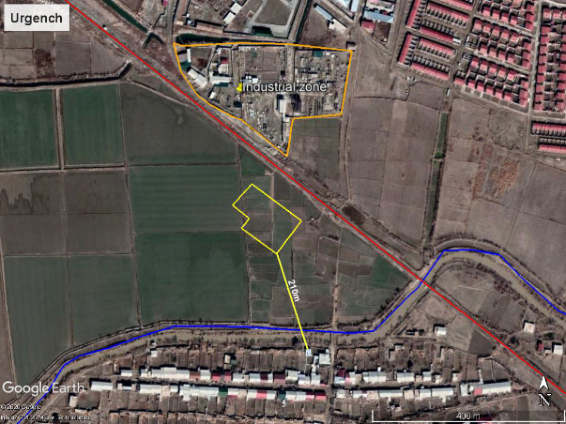 Urgench
Industrial zone
210m
Google Earth
N
400 m